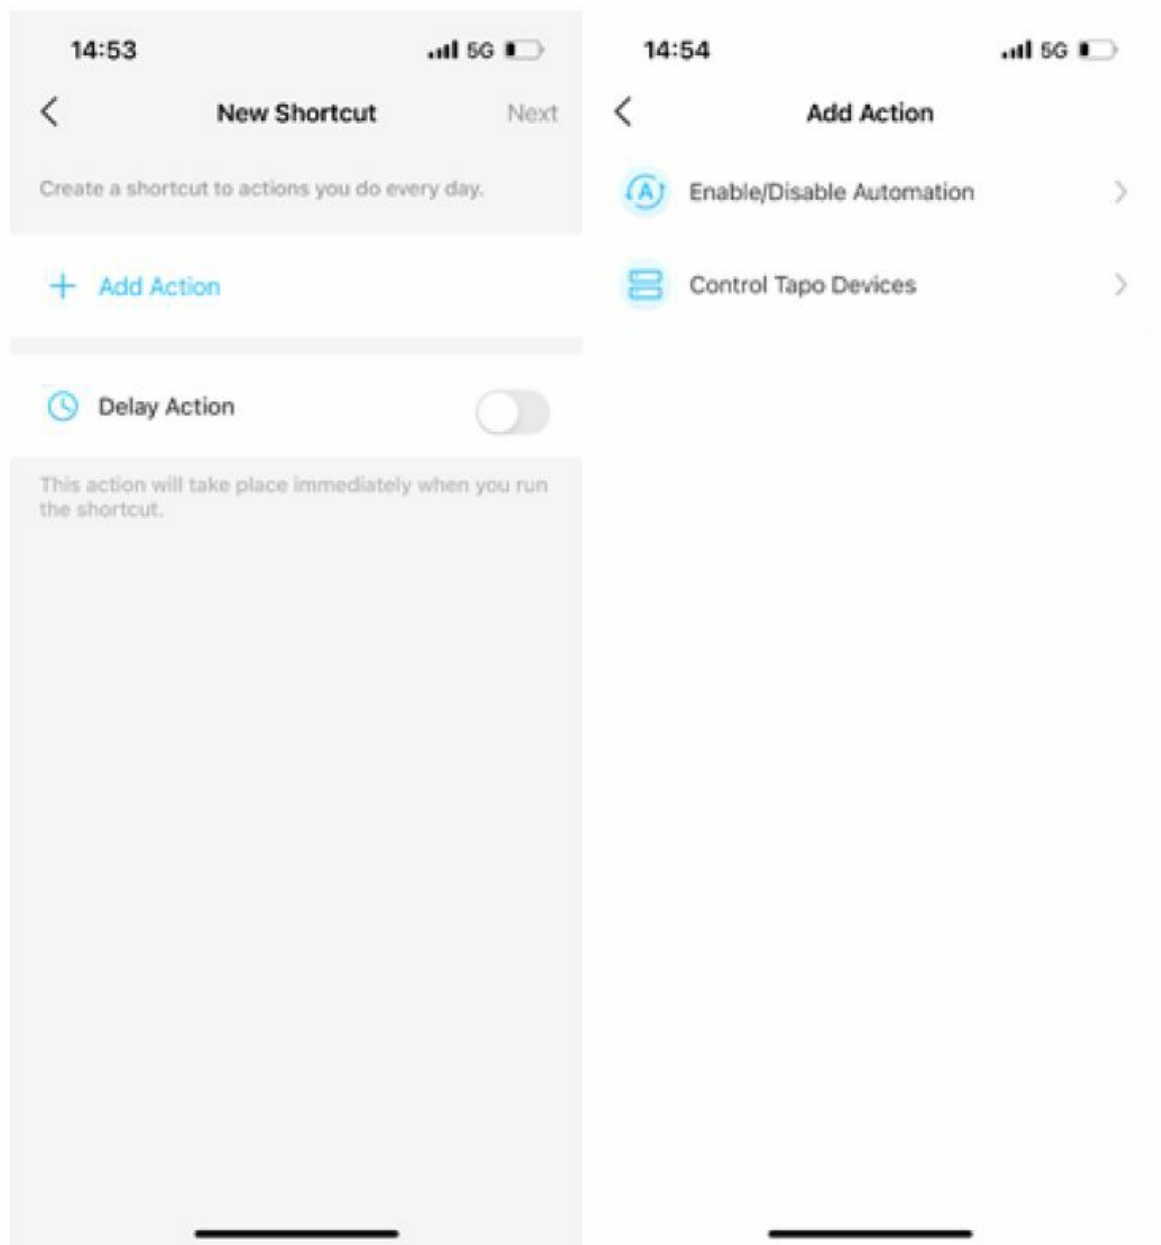 14:53
5G
New Shortcut
Next
Create a shortcut to actions you do every day.
+ Add Action
Delay Action
This action will take place immediately when you run
the shortcut.
14:54
5G
Add Action
A
Enable/Disable Automation
Control Tapo Devices